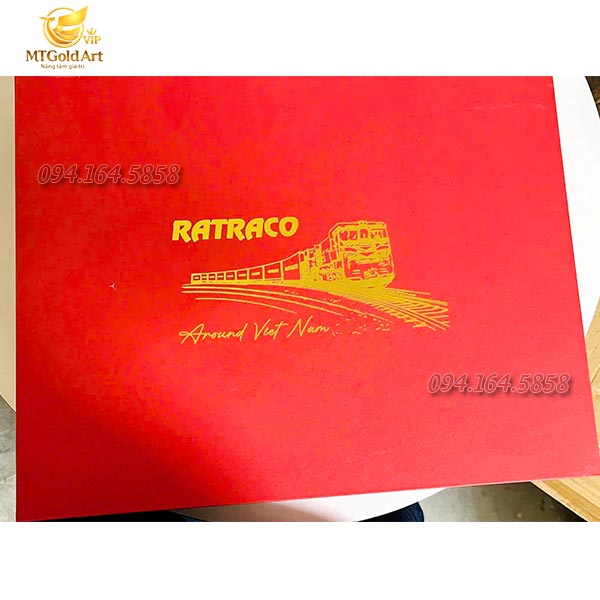 VIP
MTGold Art
Nâng tầm giá trị
094.164.5858
RATRACO
Around Viet Nam
094.164.5858